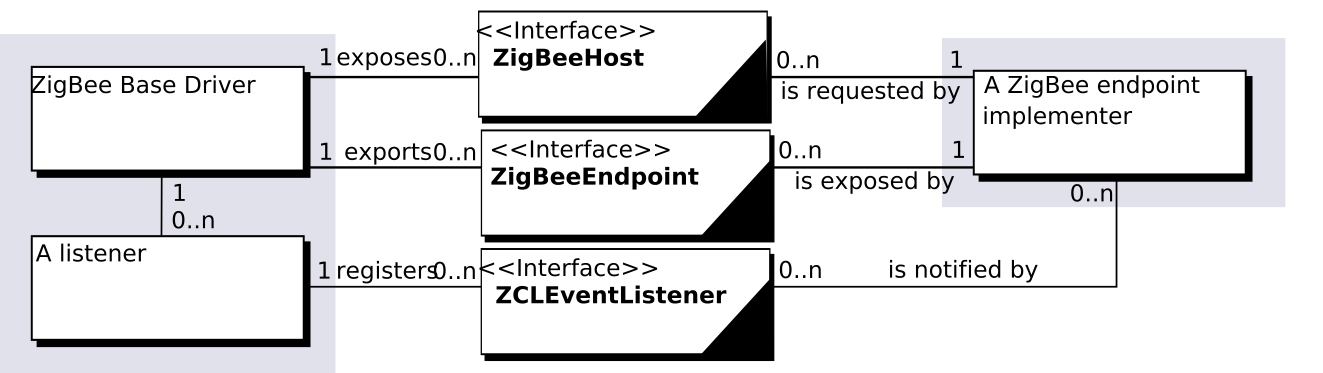 <<Interface>>
ZigBeeHost
1 exposes 0..n
0..n 1
is requested by
ZigBee Base Driver
A ZigBee endpoint
implementer
<<Interface>>
ZigBeeEndpoint
1 exports 0..n
0..n 1
is exposed by
1
0..n
0..n
A listener
<<Interface>>
ZCLEventListener
1 registers 0..n
0..n is notified by